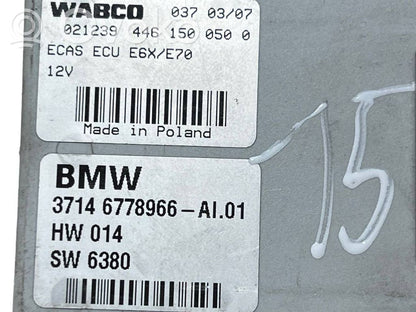 WABCO 037 03/07
021239 446 150 050 0
ECAS ECU E6X/E70
12V
Made in Poland
BMW
3714 6778966-AI.01
HW 014
SW 6380
15